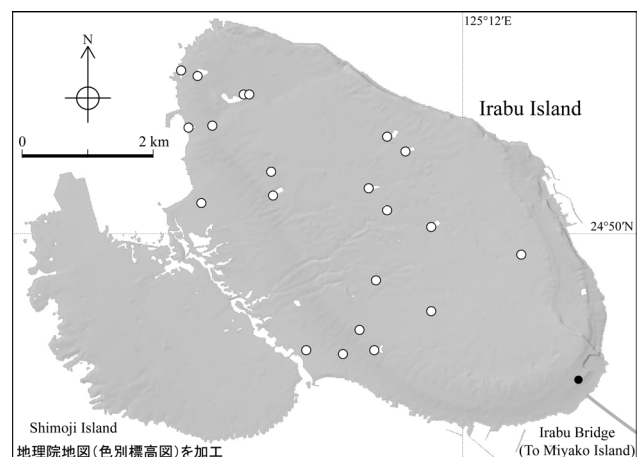 125°12′E
N
Irabu Island
0 2 km
24°50′N
Shimoji Island
Irabu Bridge
(To Miyako Island)
地理院地図(色別標高図)を加工